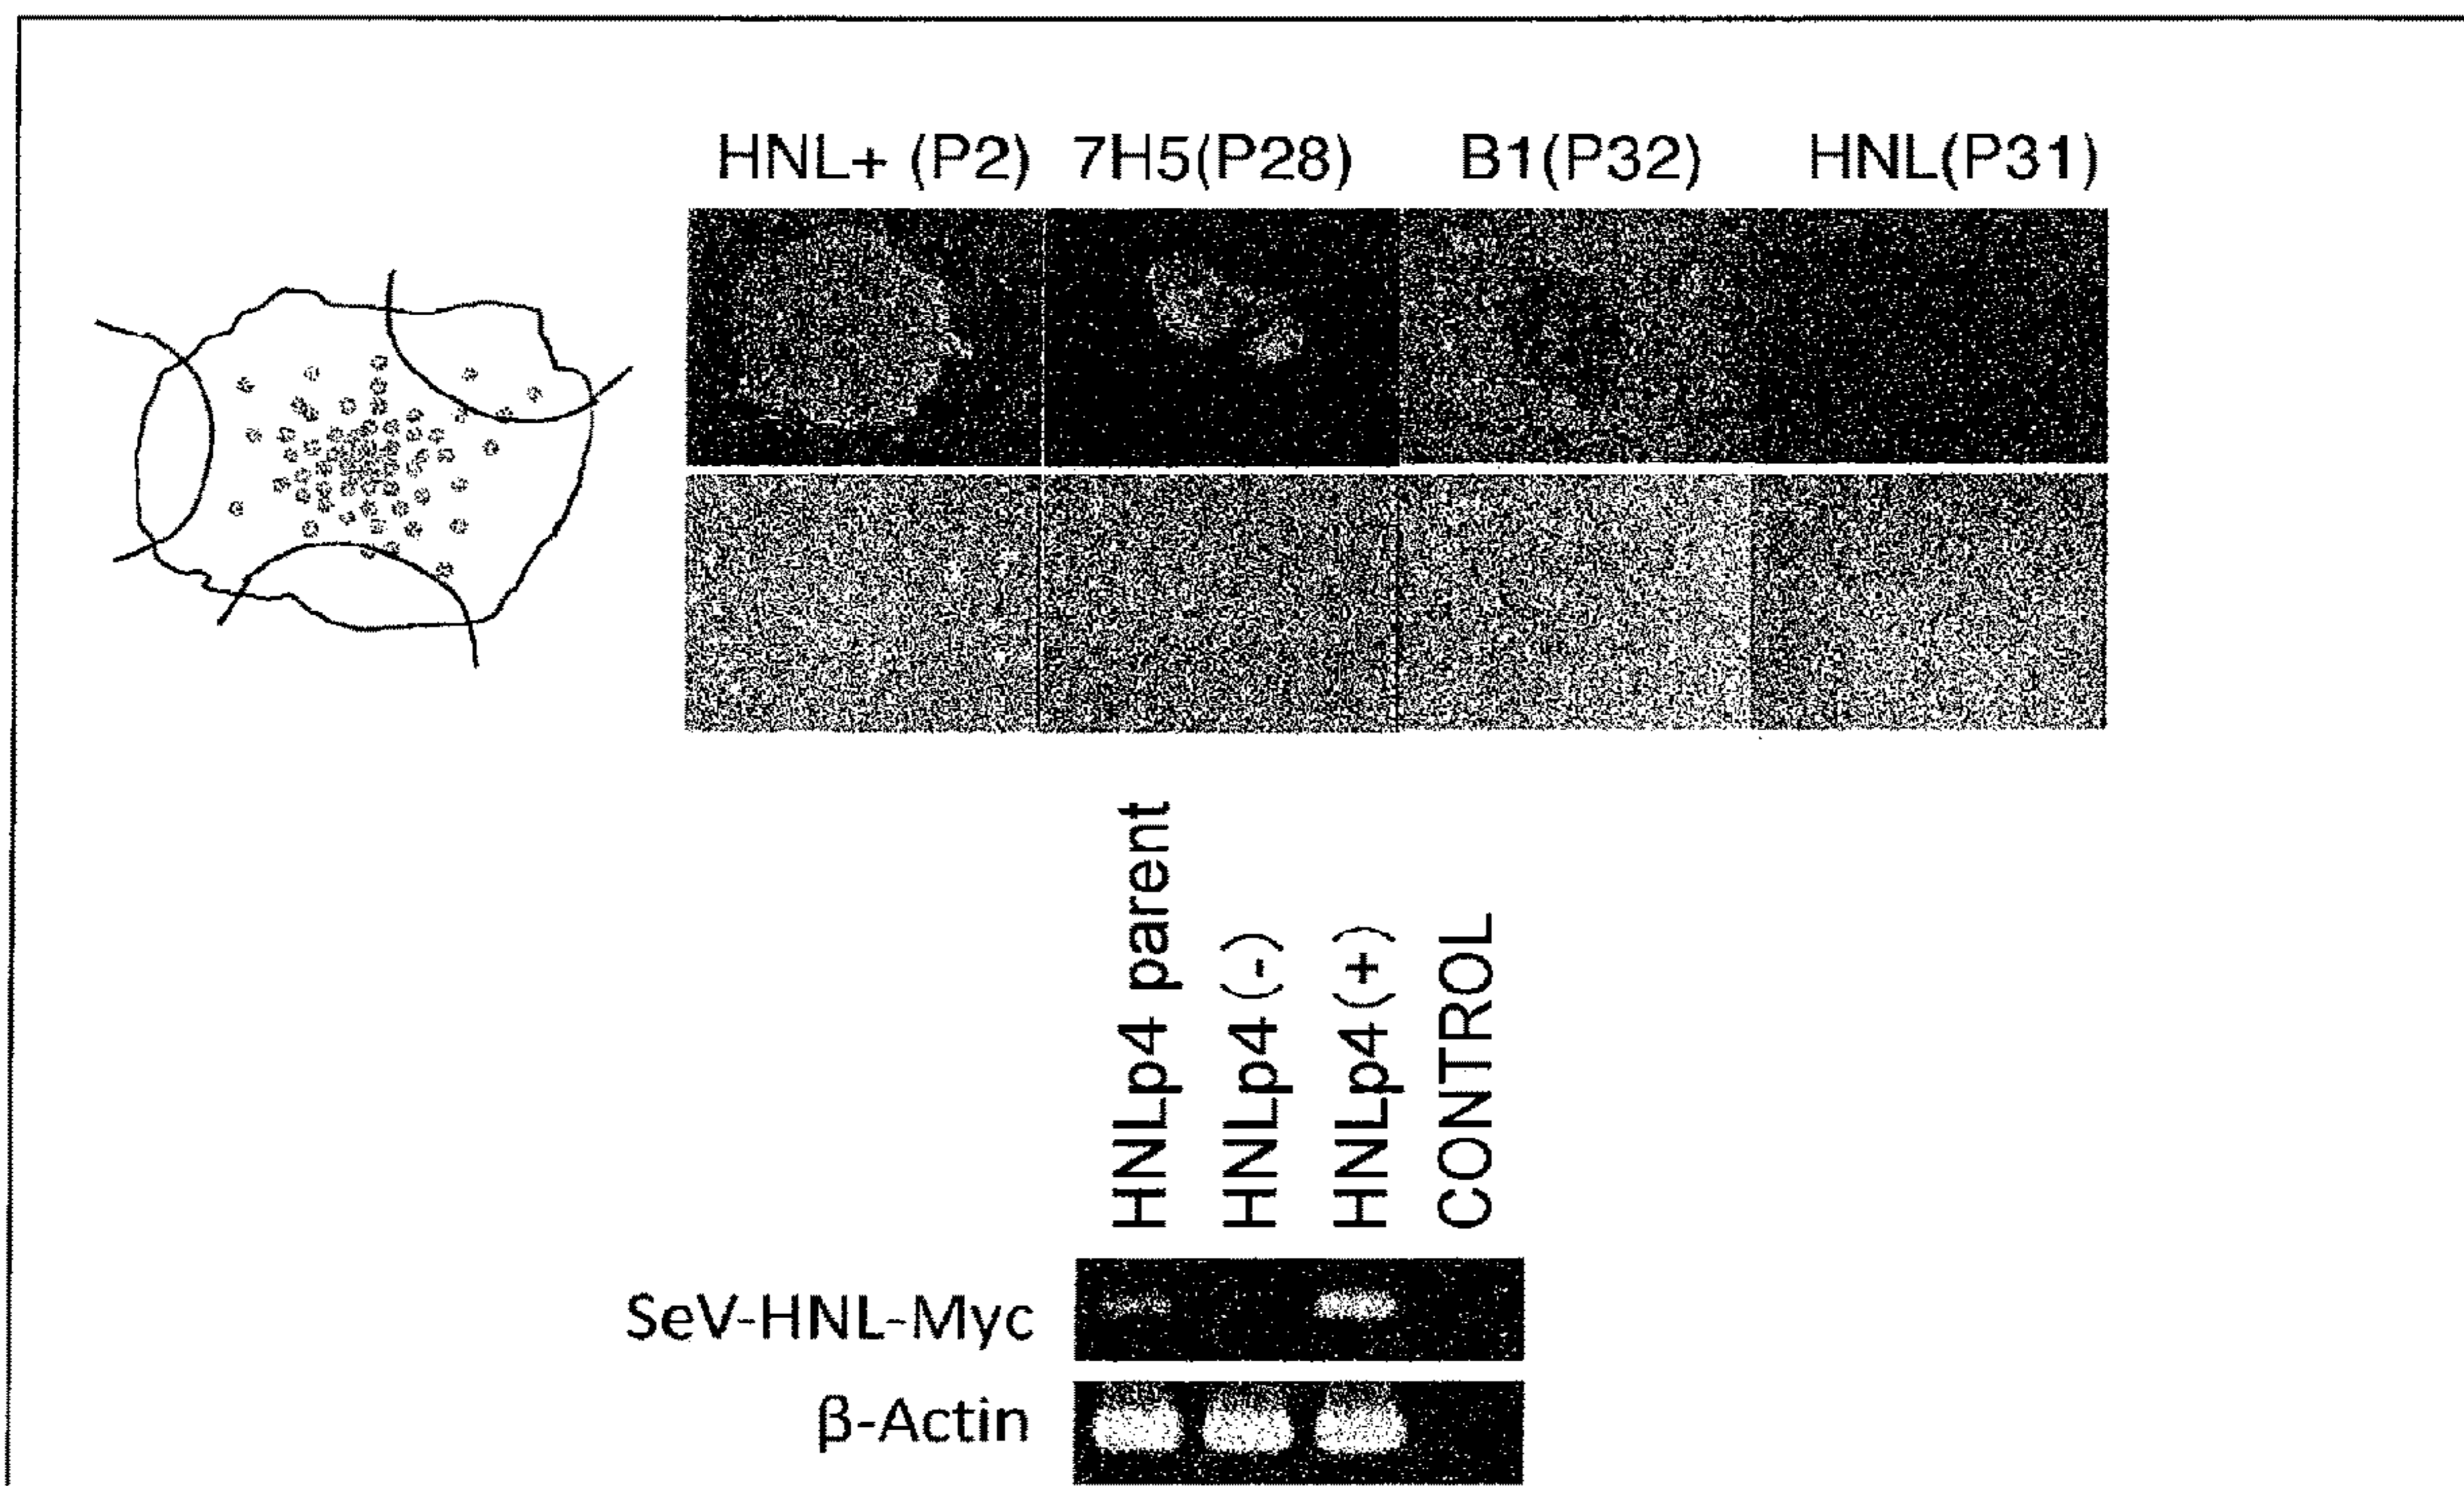 HNL+ (P2) 7H5(P28) B1(P32) HNL(P31)
HNLp4 parent
HNLp4 (-)
HNLp4 (+)
CONTROL
SeV-HNL-Myc
β-Actin